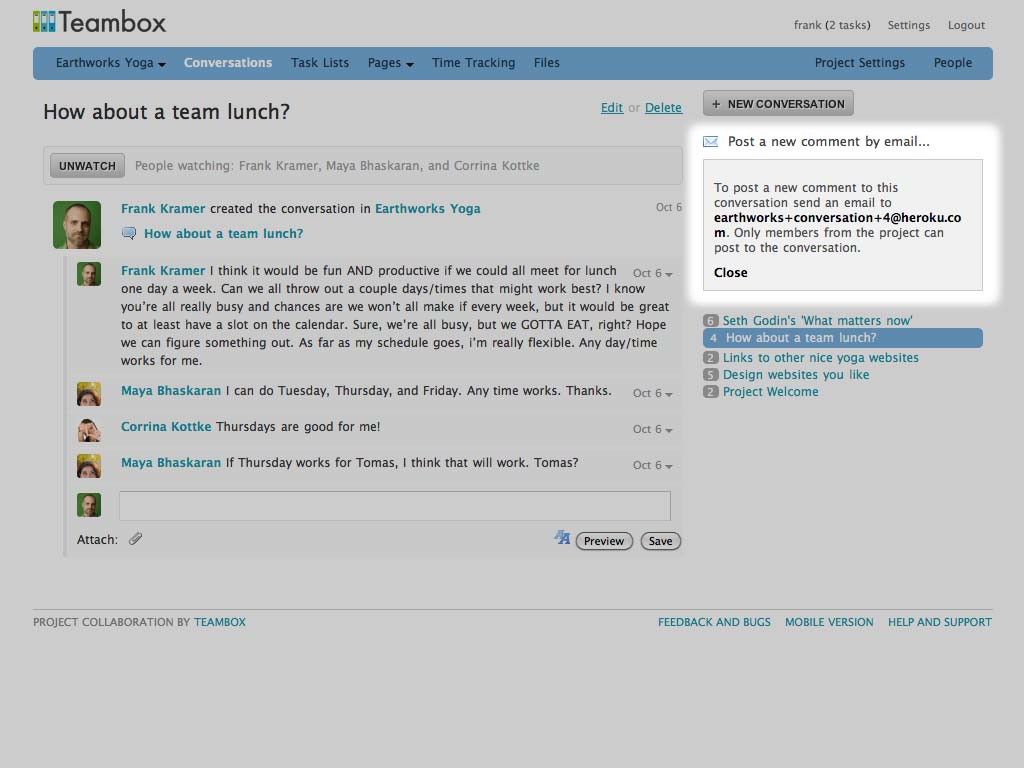 Teambox
frank (2 tasks) Settings Logout
Earthworks Yoga Conversations Task Lists Pages Time Tracking Files Project Settings People
How about a team lunch?
Edit or Delete
UNWATCH People watching: Frank Kramer, Maya Bhaskaran, and Corrina Kottke
Frank Kramer created the conversation in Earthworks Yoga Oct 6
How about a team lunch?
Frank Kramer I think it would be fun AND productive if we could all meet for lunch Oct 6
one day a week. Can we all throw out a couple days/times that might work best? I know
you're all really busy and chances are we won't all make if every week, but it would be great
to at least have a slot on the calendar. Sure, we're all busy, but we GOTTA EAT, right? Hope
we can figure something out. As far as my schedule goes, i'm really flexible. Any day/time
works for me.
Maya Bhaskaran I can do Tuesday, Thursday, and Friday. Any time works. Thanks. Oct 6
Corrina Kottke Thursdays are good for me! Oct 6
Maya Bhaskaran If Thursday works for Tomas, I think that will work. Tomas? Oct 6
Attach: AA Preview Save
+ NEW CONVERSATION
Post a new comment by email...
To post a new comment to this
conversation send an email to
earthworks+conversation+4@heroku.co
m. Only members from the project can
post to the conversation.
Close
6 Seth Godin's 'What matters now'
4 How about a team lunch?
2 Links to other nice yoga websites
5 Design websites you like
2 Project Welcome
PROJECT COLLABORATION BY TEAMBOX FEEDBACK AND BUGS MOBILE VERSION HELP AND SUPPORT